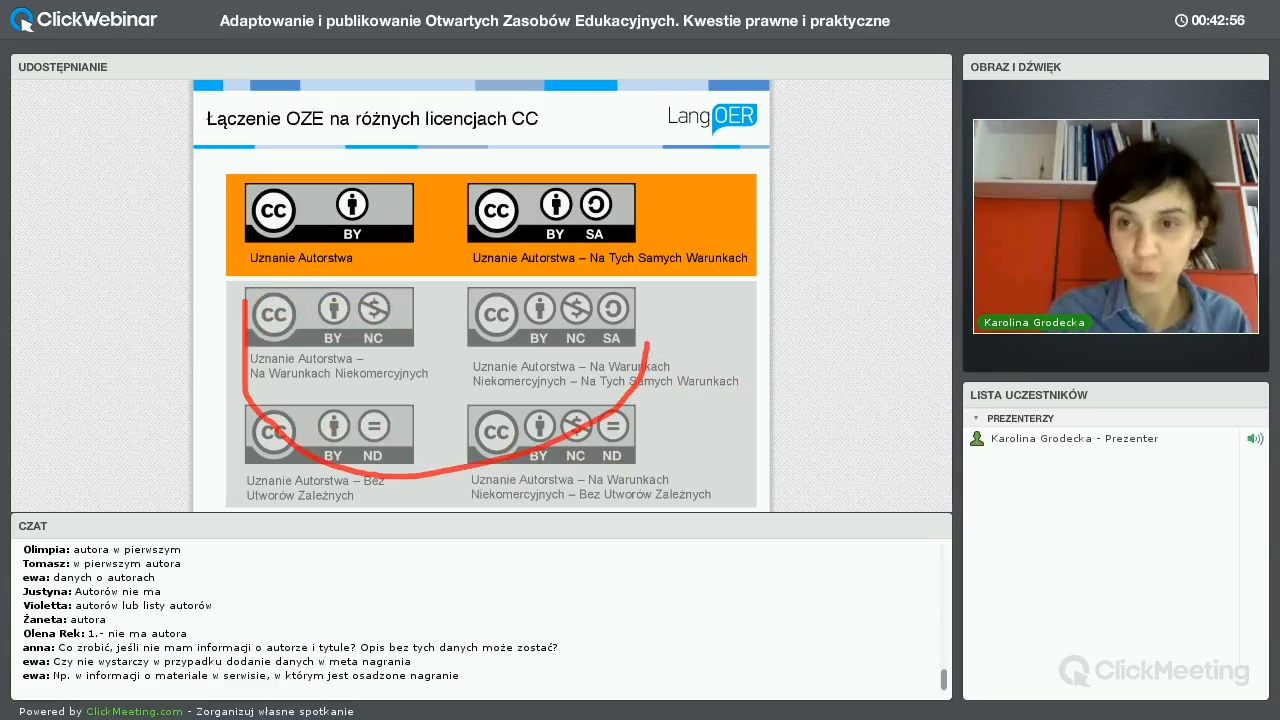 ClickWebinar
Adaptowanie i publikowanie Otwartych Zasobów Edukacyjnych. Kwestie prawne i praktyczne
00:42:56
UDOSTĘPNIANIE
Łączenie OZE na różnych licencjach CC
LangOER
CC BY
CC BY SA
Uznanie Autorstwa
Uznanie Autorstwa – Na Tych Samych Warunkach
CC BY NC
CC BY NC SA
Uznanie Autorstwa –
Na Warunkach Niekomercyjnych
Uznanie Autorstwa – Na Warunkach
Niekomercyjnych – Na Tych Samych Warunkach
CC BY ND
CC BY NC ND
Uznanie Autorstwa – Bez
Utworów Zależnych
Uznanie Autorstwa – Na Warunkach
Niekomercyjnych – Bez Utworów Zależnych
OBRAZ I DŹWIĘK
Karolina Grodecka
LISTA UCZESTNIKÓW
PREZENTERZY
Karolina Grodecka - Prezenter
CZAT
Olimpia: autora w pierwszym
Tomasz: w pierwszym autora
ewa: danych o autorach
Justyna: Autorów nie ma
Violetta: autorów lub listy autorów
Żaneta: autora
Olena Rek: 1.- nie ma autora
anna: Co zrobić, jeśli nie mam informacji o autorze i tytule? Opis bez tych danych może zostać?
ewa: Czy nie wystarczy w przypadku dodanie danych w meta nagrania
ewa: Np. w informacji o materiale w serwisie, w którym jest osadzone nagranie
ClickMeeting
Powered by ClickMeeting.com - Zorganizuj własne spotkanie